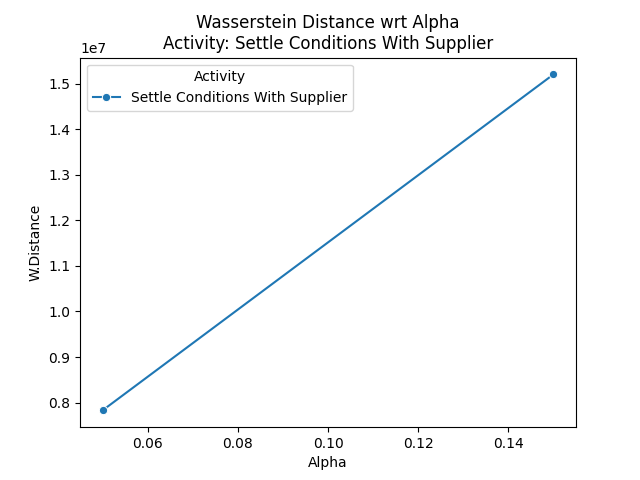 Wasserstein Distance wrt Alpha
Activity: Settle Conditions With Supplier
1e7
Activity
Settle Conditions With Supplier
1.5
1.4
1.3
1.2
1.1
1.0
0.9
0.8
W.Distance
0.06 0.08 0.10 0.12 0.14
Alpha